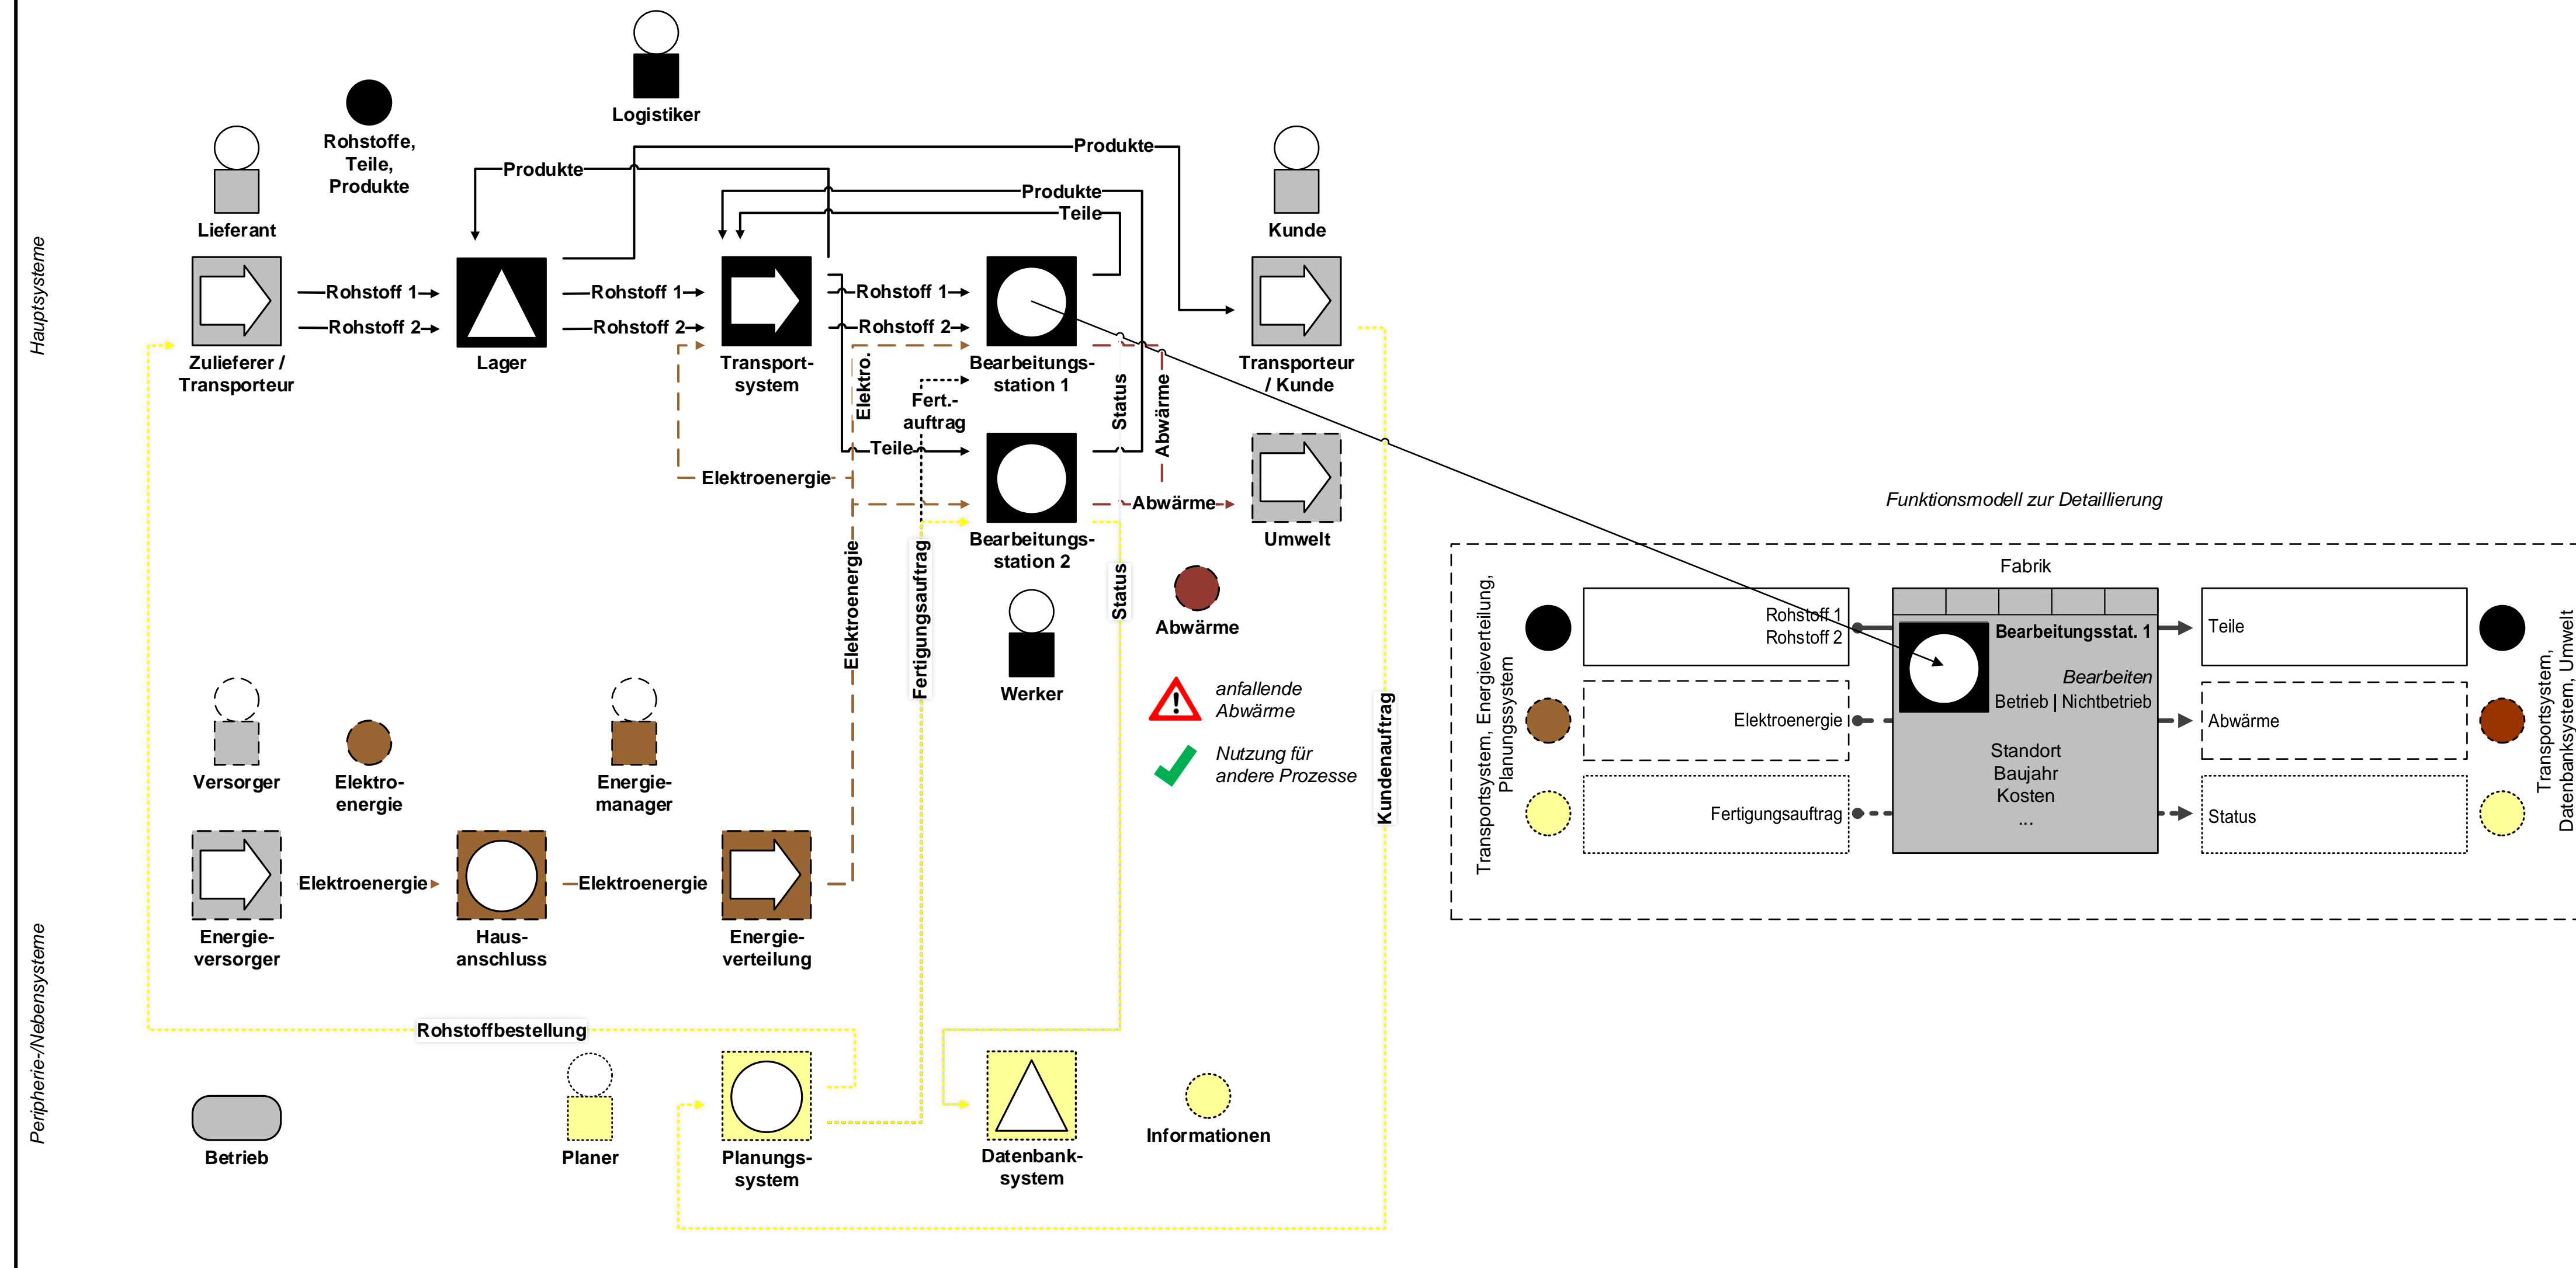 Logistiker
Rohstoffe,
Teile,
Produkte
Lieferant
Kunde
Produkte
Produkte
Produkte
Teile
Hauptsysteme
Rohstoff 1
Rohstoff 2
Rohstoff 1
Rohstoff 2
Rohstoff 1
Rohstoff 2
Zulieferer /
Transporteur
Lager
Transport-
system
Bearbeitungs-
station 1
Transporteur
/ Kunde
Elektro.
Fert.-
auftrag
Status
Abwärme
Teile
Elektroenergie
Abwärme
Bearbeitungs-
station 2
Umwelt
Elektroenergie
Fertigungsauftrag
Status
Abwärme
Werker
anfallende
Abwärme
Nutzung für
andere Prozesse
Kundenauftrag
Versorger
Elektro-
energie
Energie-
manager
Elektroenergie
Elektroenergie
Energie-
versorger
Haus-
anschluss
Energie-
verteilung
Peripherie-/Nebensysteme
Rohstoffbestellung
Betrieb
Planer
Planungs-
system
Datenbank-
system
Informationen
Funktionsmodell zur Detaillierung
Fabrik
Transportsystem, Energieverteilung,
Planungssystem
Rohstoff 1
Rohstoff 2
Elektroenergie
Fertigungsauftrag
Bearbeitungsstat. 1
Bearbeiten
Betrieb | Nichtbetrieb
Standort
Baujahr
Kosten
...
Teile
Abwärme
Status
Transportsystem,
Datenbanksystem, Umwelt